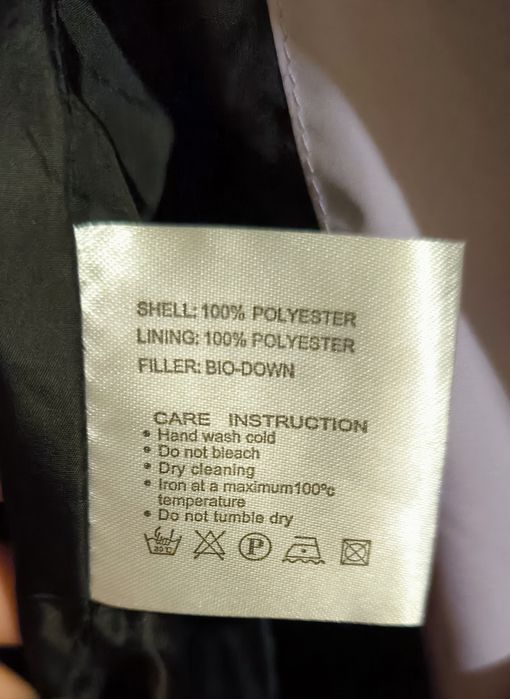 SHELL: 100% POLYESTER
LINING: 100% POLYESTER
FILLER: BIO-DOWN
CARE INSTRUCTION
• Hand wash cold
• Do not bleach
• Dry cleaning
• Iron at a maximum100°c
temperature
• Do not tumble dry
30°C P